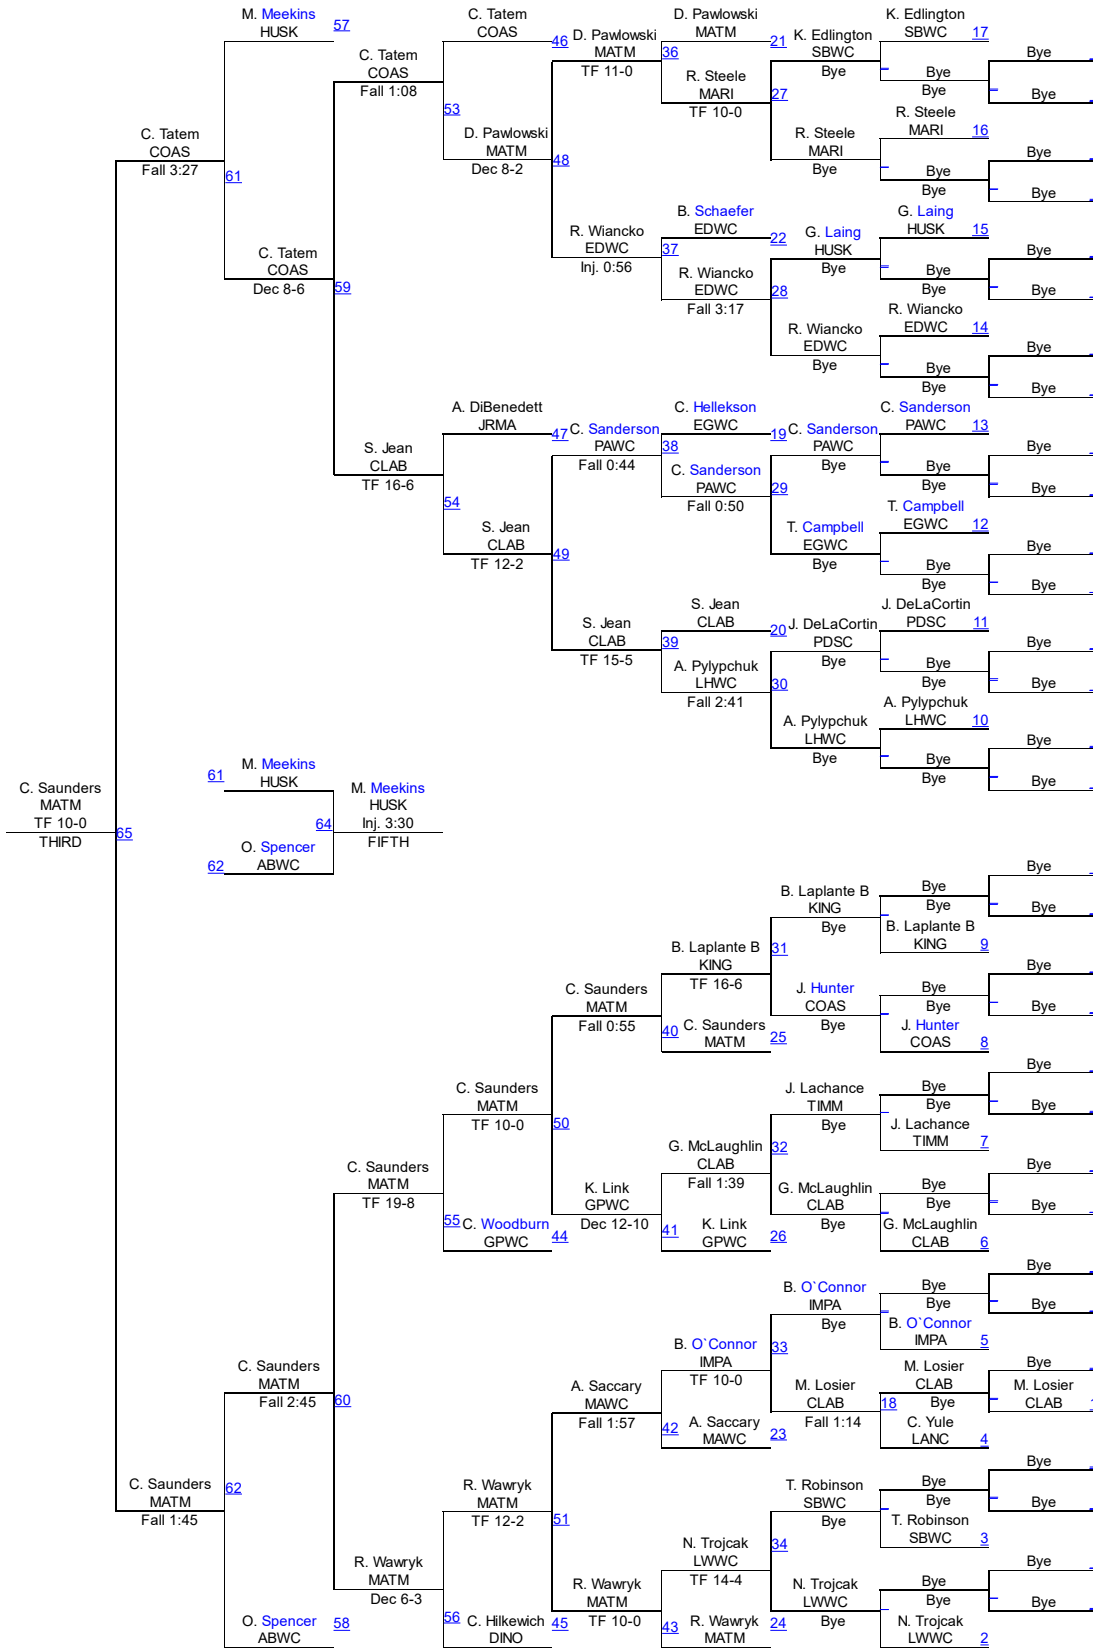 M. Meekins
HUSK
57
C. Tatem
COAS
46
D. Pawlowski
MATM
21
K. Edlington
SBWC
17
C. Tatem
COAS
Fall 1:08
D. Pawlowski
MATM
TF 11-0
36
K. Edlington
SBWC
Bye
Bye
Bye
Bye
Bye
R. Steele
MARI
TF 10-0
27
53
R. Steele
MARI
16
C. Tatem
COAS
Fall 3:27
D. Pawlowski
MATM
Dec 8-2
48
R. Steele
MARI
Bye
Bye
Bye
Bye
Bye
61
B. Schaefer
EDWC
22
G. Laing
HUSK
15
R. Wiancko
EDWC
Inj. 0:56
37
G. Laing
HUSK
Bye
Bye
Bye
Bye
Bye
C. Tatem
COAS
Dec 8-6
59
R. Wiancko
EDWC
Fall 3:17
28
R. Wiancko
EDWC
14
R. Wiancko
EDWC
Bye
Bye
Bye
Bye
Bye
A. DiBenedett
JRMA
47
C. Hellekson
EGWC
19
C. Sanderson
PAWC
13
C. Sanderson
PAWC
Fall 0:44
38
C. Sanderson
PAWC
Bye
Bye
Bye
Bye
Bye
S. Jean
CLAB
TF 16-6
C. Sanderson
PAWC
Fall 0:50
29
54
T. Campbell
EGWC
12
S. Jean
CLAB
TF 12-2
49
T. Campbell
EGWC
Bye
Bye
Bye
Bye
Bye
S. Jean
CLAB
20
J. DeLaCortin
PDSC
11
S. Jean
CLAB
TF 15-5
39
J. DeLaCortin
PDSC
Bye
Bye
Bye
Bye
Bye
A. Pylypchuk
LHWC
Fall 2:41
30
A. Pylypchuk
LHWC
10
A. Pylypchuk
LHWC
Bye
Bye
Bye
Bye
Bye
61
M. Meekins
HUSK
C. Saunders
MATM
TF 10-0
THIRD
65
64
M. Meekins
HUSK
Inj. 3:30
FIFTH
62
O. Spencer
ABWC
B. Laplante B
KING
Bye
Bye
Bye
Bye
Bye
B. Laplante B
KING
9
B. Laplante B
KING
TF 16-6
31
C. Saunders
MATM
Fall 0:55
J. Hunter
COAS
Bye
Bye
Bye
Bye
Bye
40
C. Saunders
MATM
25
J. Hunter
COAS
8
C. Saunders
MATM
TF 10-0
50
J. Lachance
TIMM
Bye
Bye
Bye
Bye
Bye
J. Lachance
TIMM
7
G. McLaughlin
CLAB
Fall 1:39
32
C. Saunders
MATM
TF 19-8
K. Link
GPWC
Dec 12-10
G. McLaughlin
CLAB
Bye
Bye
Bye
Bye
Bye
55
C. Woodburn
GPWC
44
41
K. Link
GPWC
26
G. McLaughlin
CLAB
6
B. O`Connor
IMPA
Bye
Bye
Bye
Bye
Bye
B. O`Connor
IMPA
5
B. O`Connor
IMPA
TF 10-0
33
C. Saunders
MATM
Fall 2:45
60
A. Saccary
MAWC
Fall 1:57
M. Losier
CLAB
Fall 1:14
18
M. Losier
CLAB
Bye
Bye
M. Losier
CLAB
42
A. Saccary
MAWC
23
C. Yule
LANC
4
C. Saunders
MATM
Fall 1:45
62
R. Wawryk
MATM
TF 12-2
51
T. Robinson
SBWC
Bye
Bye
Bye
Bye
Bye
T. Robinson
SBWC
3
N. Trojcak
LWWC
TF 14-4
34
R. Wawryk
MATM
Dec 6-3
R. Wawryk
MATM
TF 10-0
N. Trojcak
LWWC
Bye
Bye
Bye
Bye
Bye
O. Spencer
ABWC
58
56
C. Hilkewich
DINO
45
43
R. Wawryk
MATM
24
N. Trojcak
LWWC
2